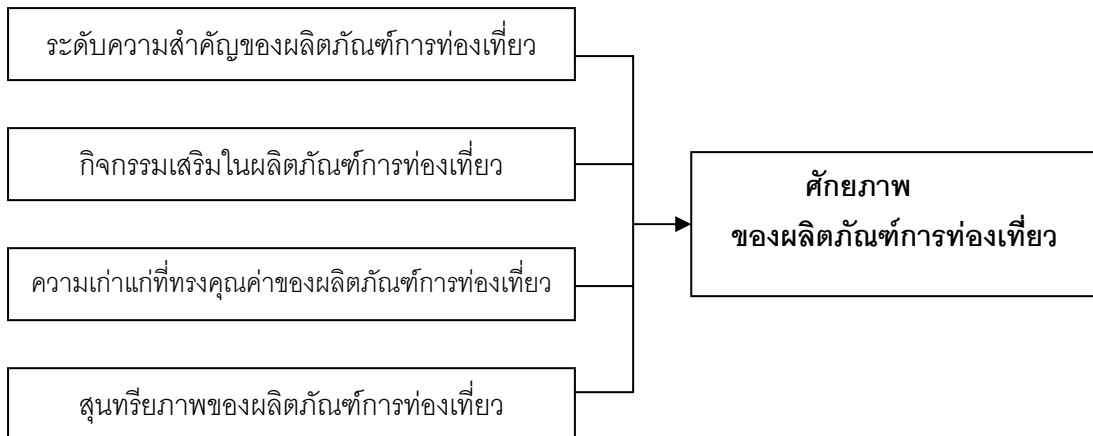 ระดับความสำคัญของผลิตภัณฑ์การท่องเที่ยว
กิจกรรมเสริมในผลิตภัณฑ์การท่องเที่ยว
ความเก่าแก่ที่ทรงคุณค่าของผลิตภัณฑ์การท่องเที่ยว
สุนทรียภาพของผลิตภัณฑ์การท่องเที่ยว
ศักยภาพ
ของผลิตภัณฑ์การท่องเที่ยว